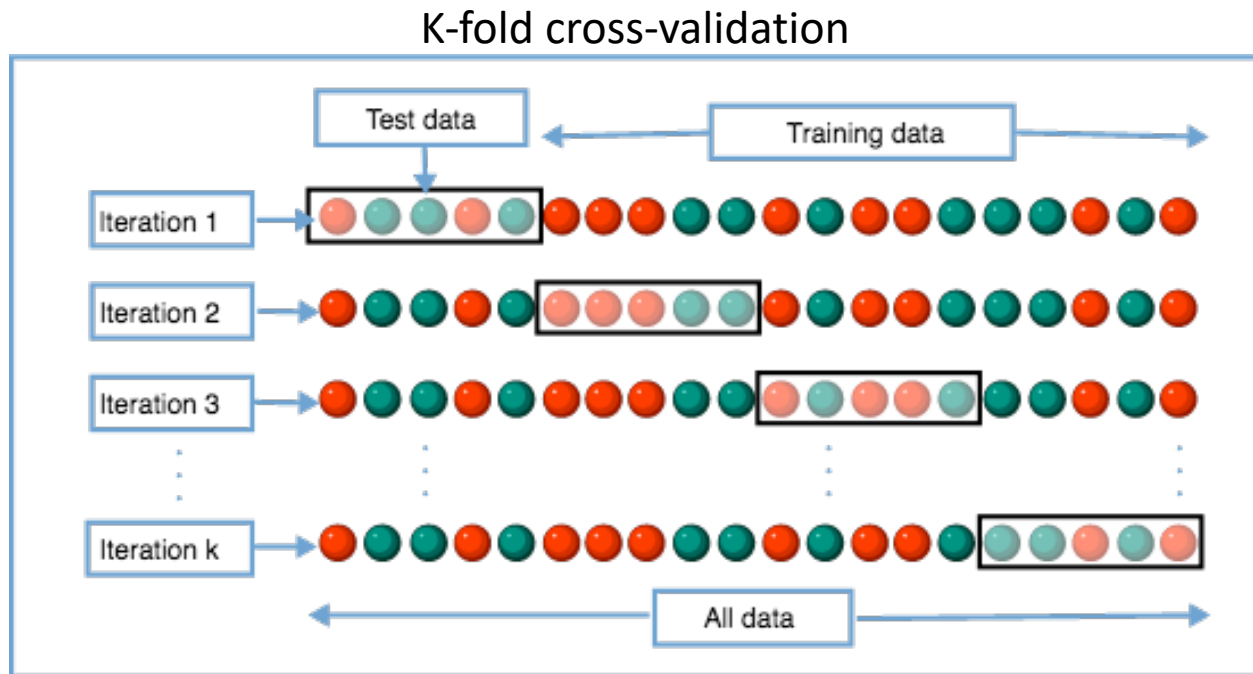 K-fold cross-validation
Test data
Training data
Iteration 1
Iteration 2
Iteration 3
Iteration k
All data